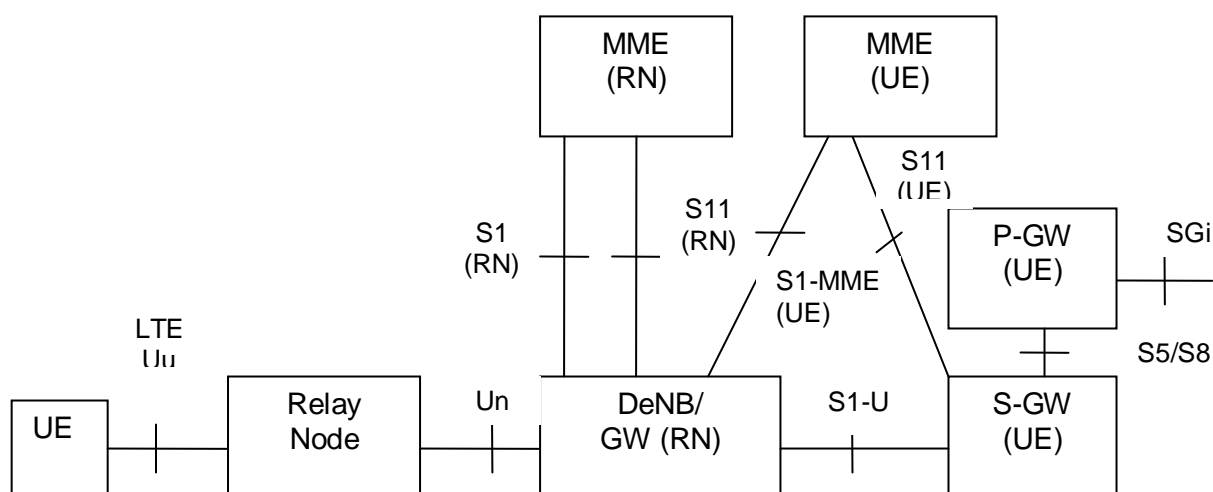 MME
(RN)
MME
(UE)
S11
(UE)
S1
(RN)
S11
(RN)
P-GW
(UE)
SGi
S1-MME
(UE)
LTE
Uu
S5/S8
UE
Relay
Node
Un
DeNB/
GW (RN)
S1-U
S-GW
(UE)